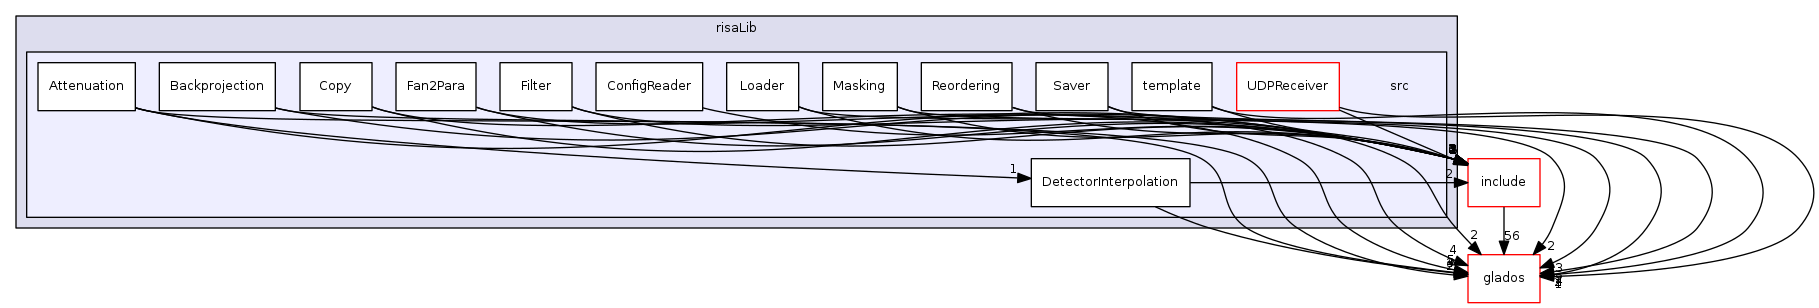 risaLib
Attenuation Backprojection Copy Fan2Para Filter ConfigReader Loader Masking Reordering Saver template UDPReceiver src
1 DetectorInterpolation 2 include
2 56 2
4
3
glados